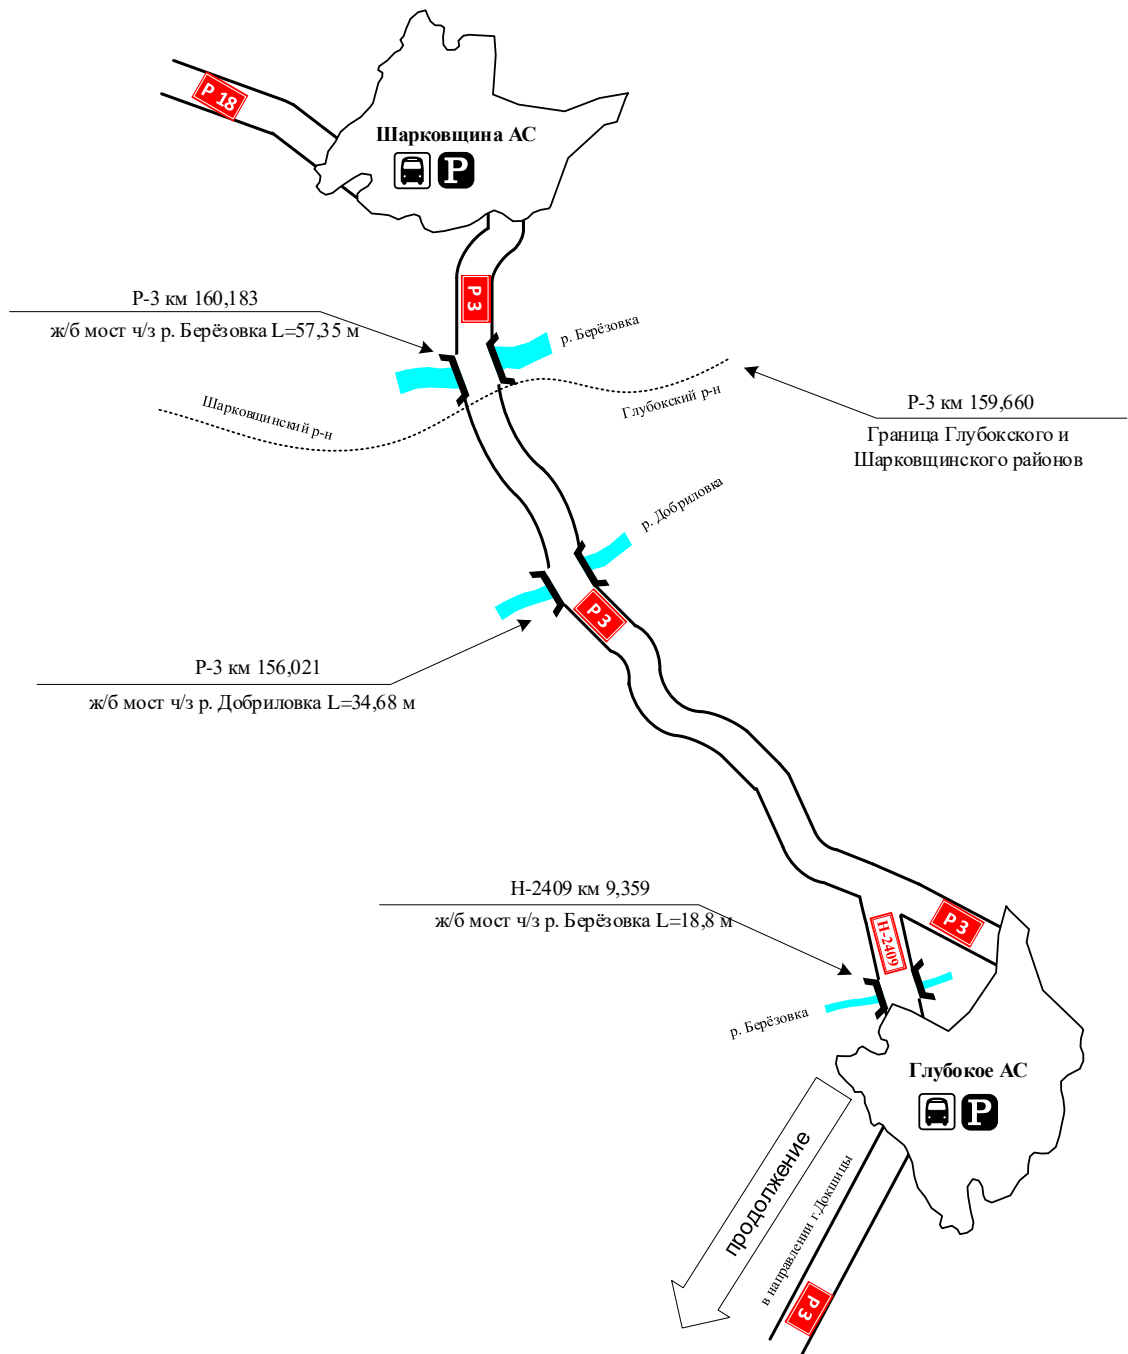 Р 18
Шарковщина АС
P
Р 3
Р-3 км 160,183
ж/б мост ч/з р. Берёзовка L=57,35 м
р. Берёзовка
Шарковщинский р-н
Глубокский р-н
Р-3 км 159,660
Граница Глубокского и
Шарковщинского районов
р. Добриловка
Р 3
Р-3 км 156,021
ж/б мост ч/з р. Добриловка L=34,68 м
Н-2409 км 9,359
ж/б мост ч/з р. Берёзовка L=18,8 м
Н-2409
Р 3
р. Берёзовка
Глубокое АС
P
продолжение
в направлении г.Докшицы
Р 3